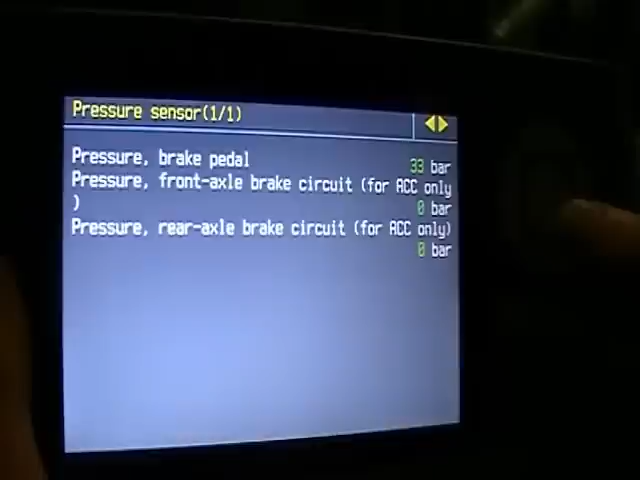 Pressure sensor(1/1)
Pressure, brake pedal 33 bar
Pressure, front-axle brake circuit (for ACC only
) 0 bar
Pressure, rear-axle brake circuit (for ACC only)
0 bar